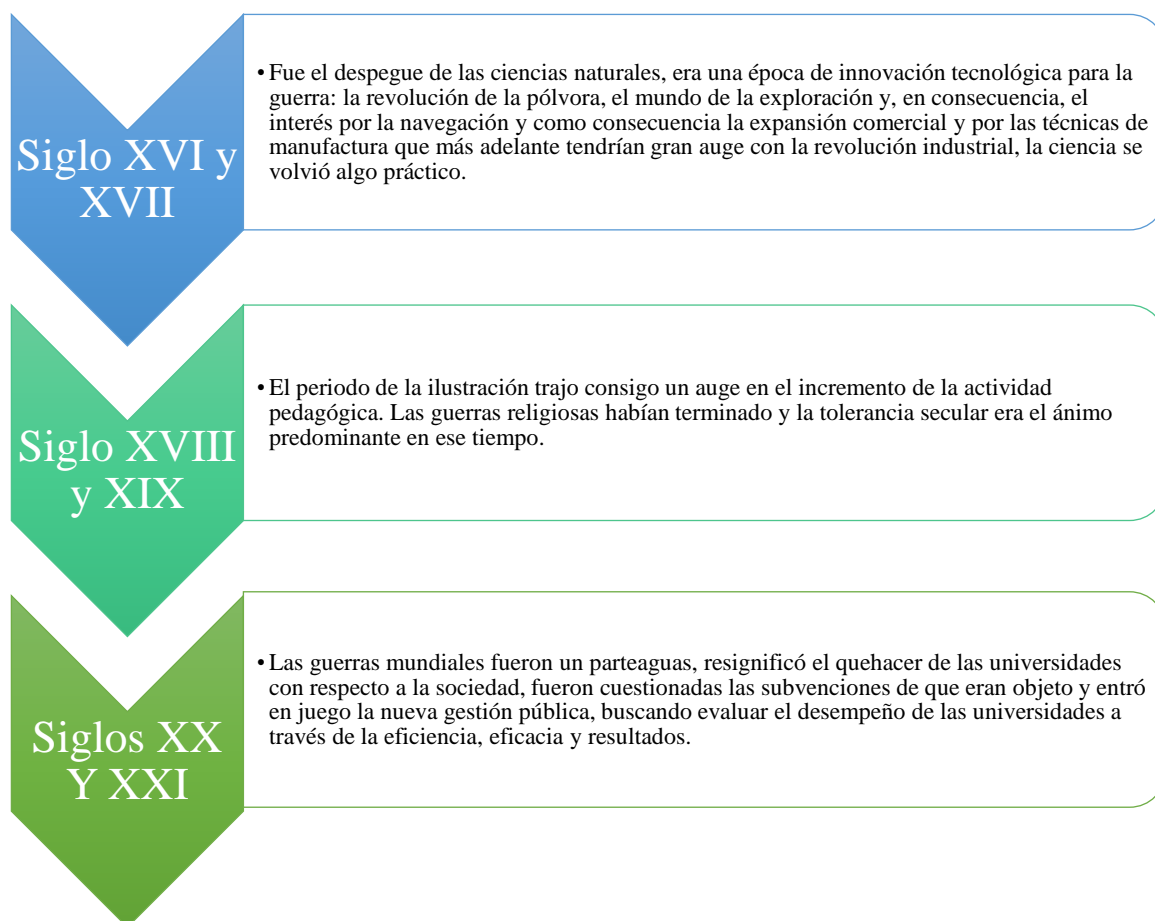 Siglo XVI y
XVII
• Fue el despegue de las ciencias naturales, era una época de innovación tecnológica para la
guerra: la revolución de la pólvora, el mundo de la exploración y, en consecuencia, el
interés por la navegación y como consecuencia la expansión comercial y por las técnicas de
manufactura que más adelante tendrían gran auge con la revolución industrial, la ciencia se
volvió algo práctico.
Siglo XVIII
y XIX
• El periodo de la ilustración trajo consigo un auge en el incremento de la actividad
pedagógica. Las guerras religiosas habían terminado y la tolerancia secular era el ánimo
predominante en ese tiempo.
Siglos XX
Y XXI
• Las guerras mundiales fueron un parteaguas, resignificó el quehacer de las universidades
con respecto a la sociedad, fueron cuestionadas las subvenciones de que eran objeto y entró
en juego la nueva gestión pública, buscando evaluar el desempeño de las universidades a
través de la eficiencia, eficacia y resultados.